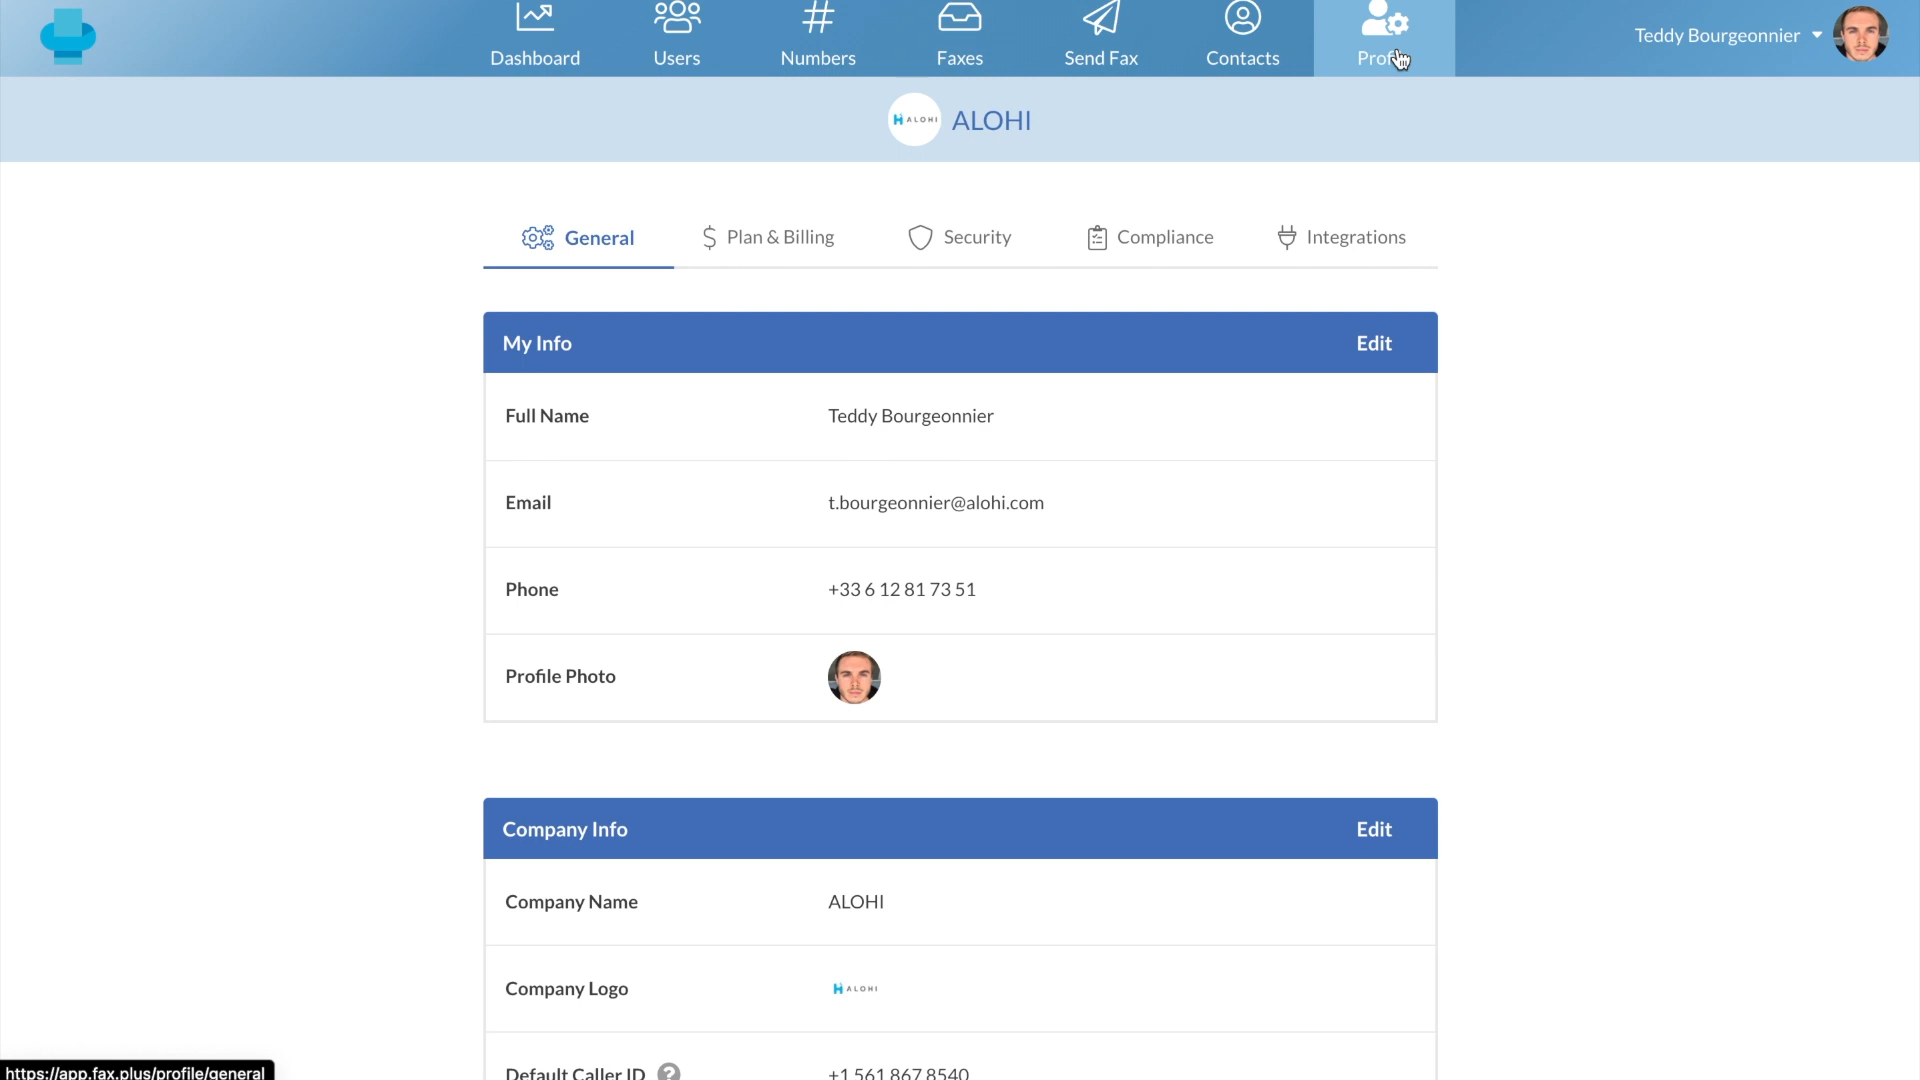 Dashboard
Users
Numbers
Faxes
Send Fax
Contacts
Teddy Bourgeonnier
ALOHI ALOHI
General
Plan & Billing
Security
Compliance
Integrations
My Info Edit
Full Name Teddy Bourgeonnier
Email t.bourgeonnier@alohi.com
Phone +33 6 12 81 73 51
Profile Photo
Company Info Edit
Company Name ALOHI
Company Logo ALOHI
Default Caller ID ? +1 561 867 8540
https://app.fax.plus/profile/general